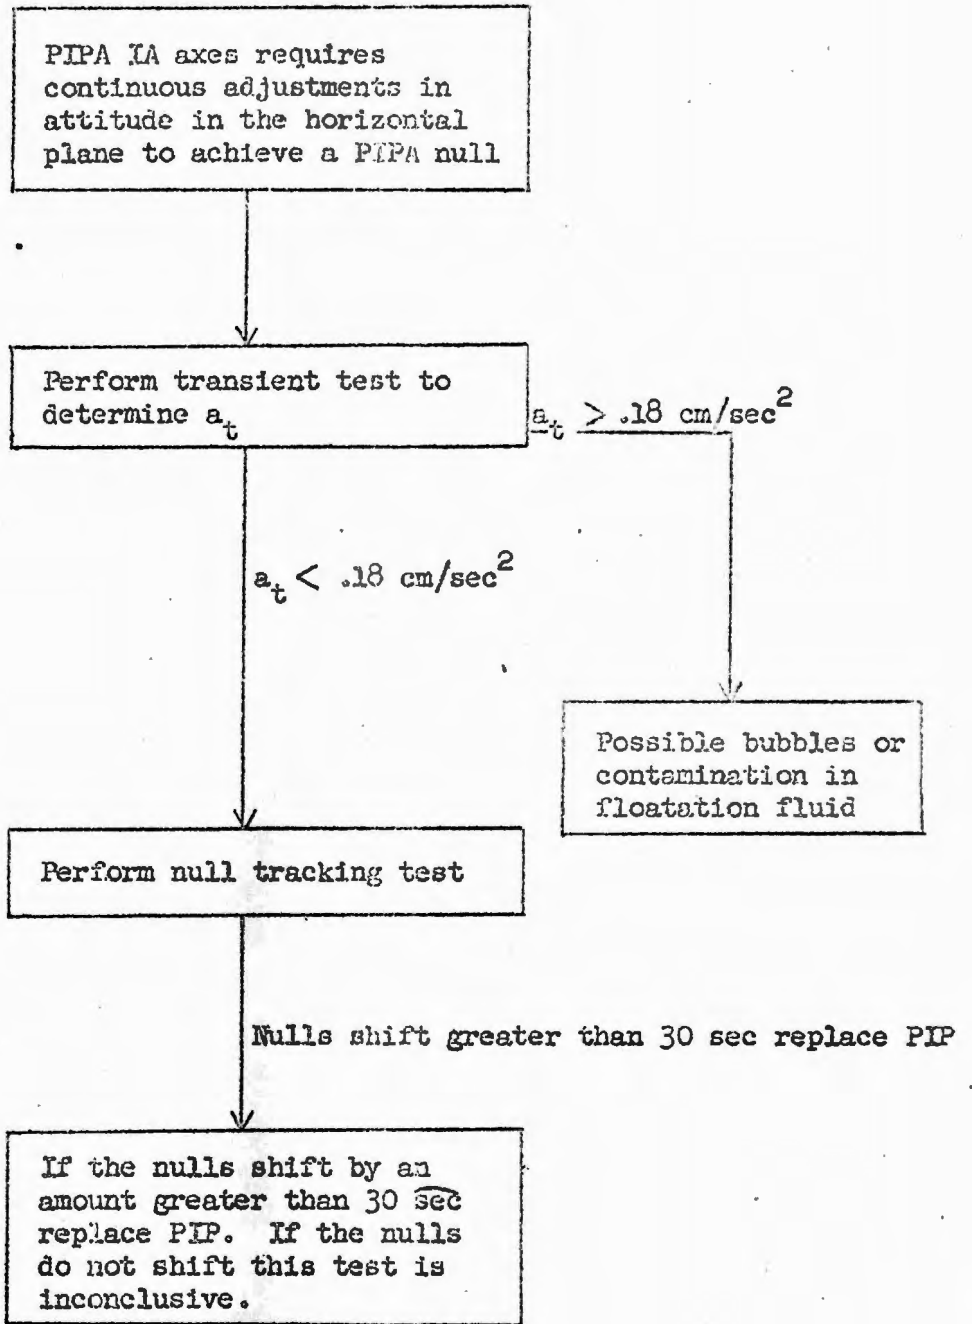 PIPA IA axes requires
continuous adjustments in
attitude in the horizontal
plane to achieve a PIPA null
Perform transient test to
determine a_t
a_t > .18 cm/sec^2
a_t < .18 cm/sec^2
Possible bubbles or
contamination in
floatation fluid
Perform null tracking test
Nulls shift greater than 30 sec replace PIP
If the nulls shift by an
amount greater than 30 s͡ec
replace PIP. If the nulls
do not shift this test is
inconclusive.